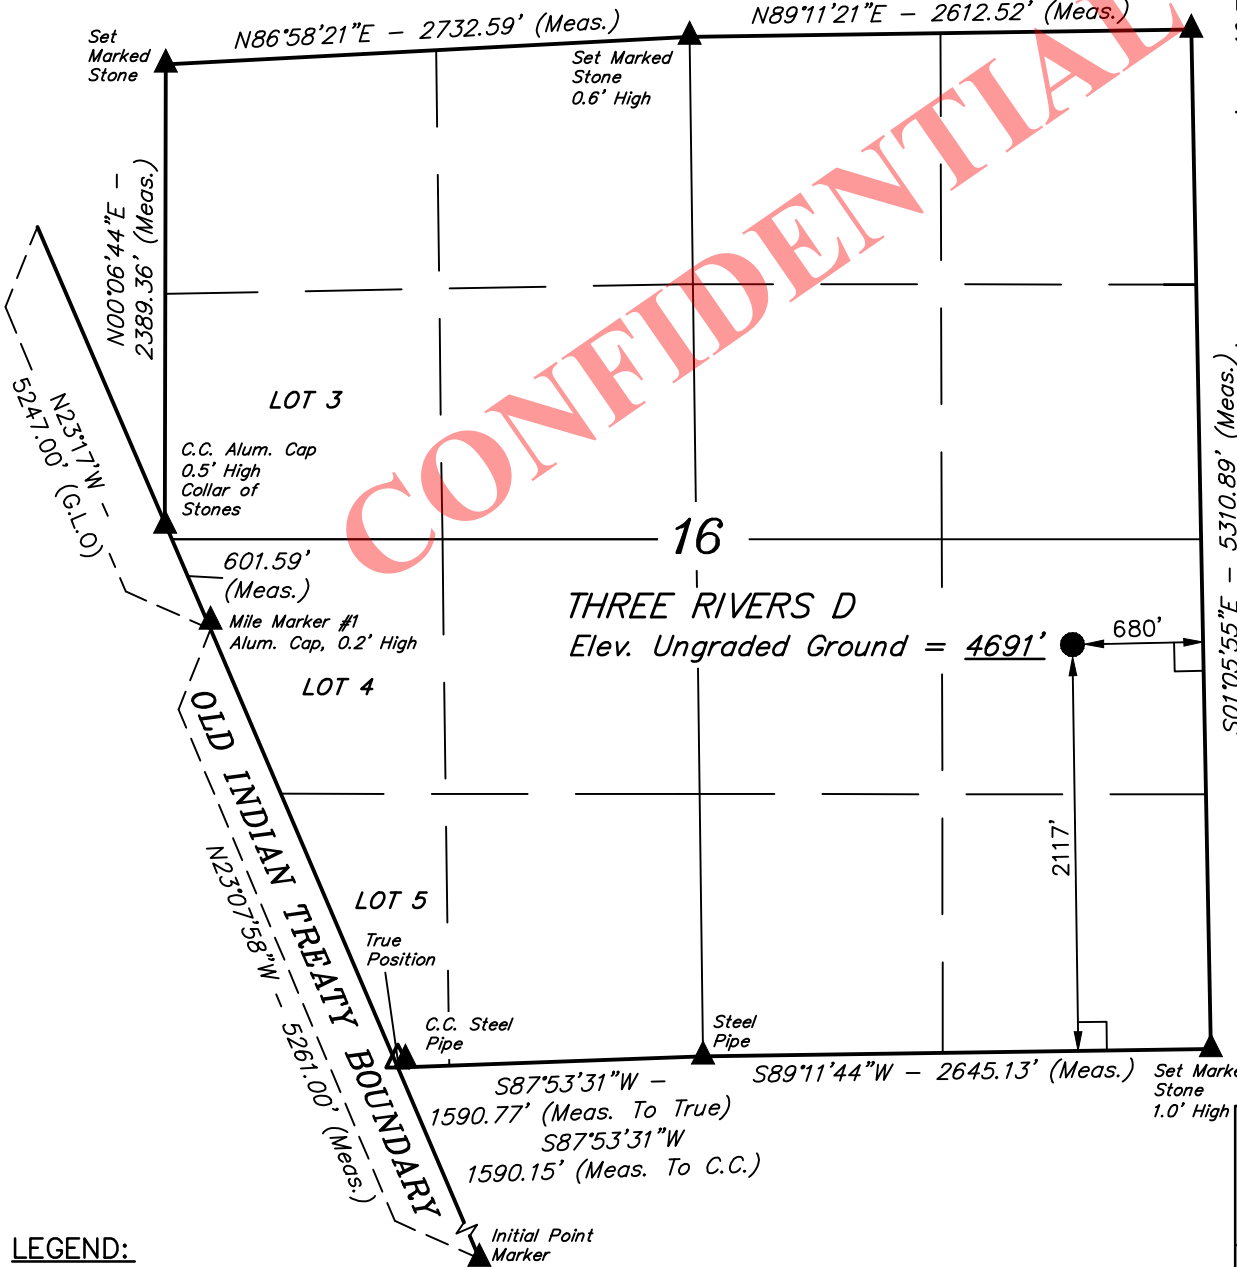 N86°58'21"E - 2732.59' (Meas.)
N89°11'21"E - 2612.52' (Meas.)
Set
Marked
Stone
Set Marked
Stone
0.6' High
CONFIDENTIAL
N00°06'44"E -
2389.36' (Meas.)
N23°17'W -
5247.00' (G.L.O)
LOT 3
C.C. Alum. Cap
0.5' High
Collar of
Stones
S01°05'55"E - 5310.89' (Meas.)
16
601.59'
(Meas.)
THREE RIVERS D
Elev. Ungraded Ground = 4691'
680'
Mile Marker #1
Alum. Cap, 0.2' High
LOT 4
OLD INDIAN TREATY BOUNDARY
N23°07'58"W - 5261.00' (Meas.)
2117'
LOT 5
True
Position
C.C. Steel
Pipe
Steel
Pipe
S87°53'31"W -
1590.77' (Meas. To True)
S87°53'31"W
1590.15' (Meas. To C.C.)
S89°11'44"W - 2645.13' (Meas.)
Set Marke
Stone
1.0' High
Initial Point
Marker
LEGEND: